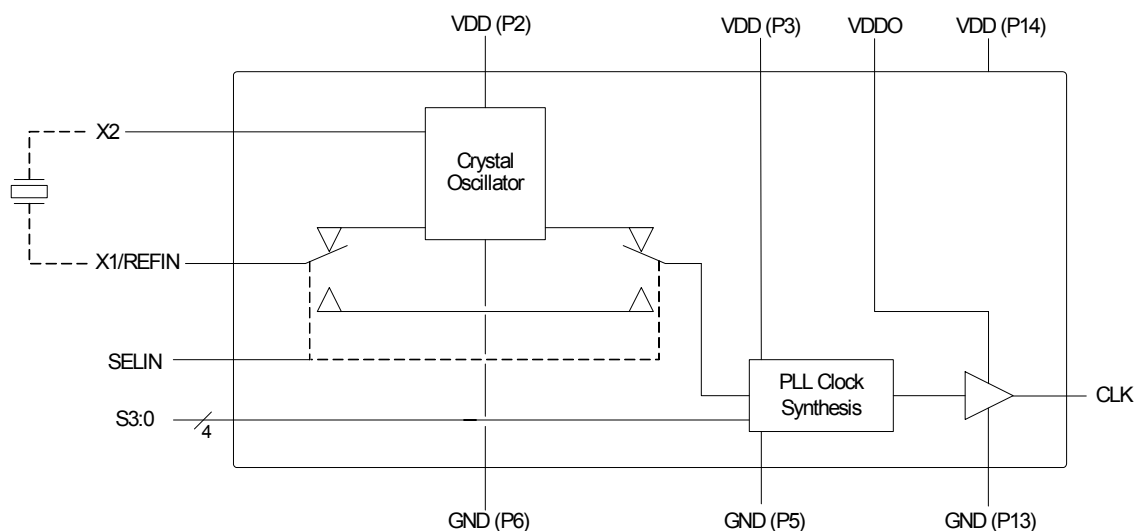 VDD (P2)
VDD (P3)
VDDO
VDD (P14)
X2
Crystal
Oscillator
X1/REFIN
SELIN
PLL Clock
Synthesis
CLK
S3:0
4
GND (P6)
GND (P5)
GND (P13)